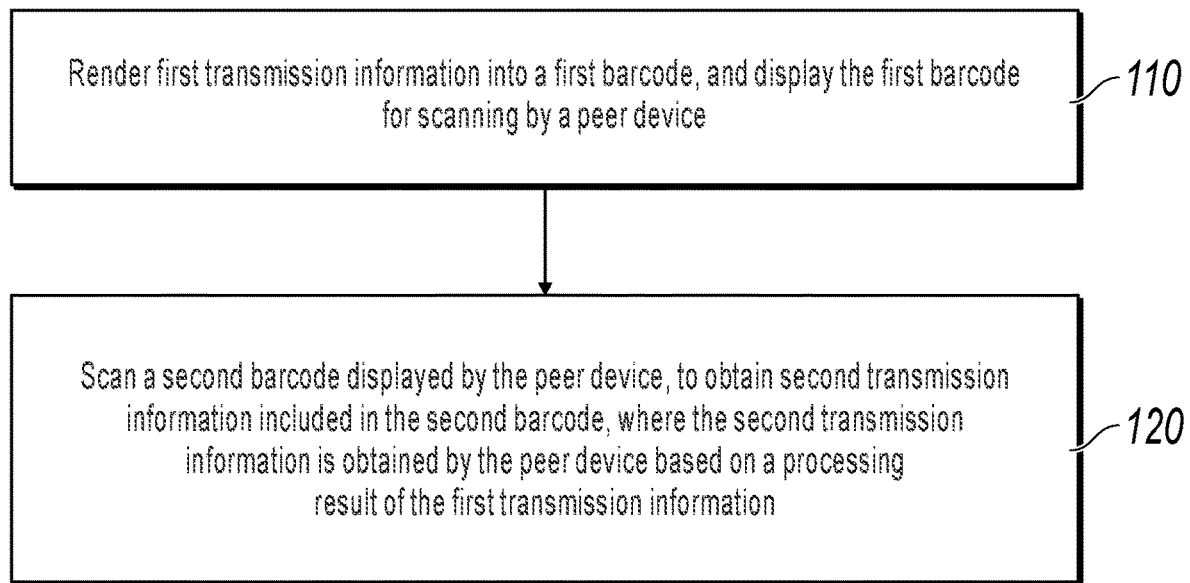 Render first transmission information into a first barcode, and display the first barcode
for scanning by a peer device
110
Scan a second barcode displayed by the peer device, to obtain second transmission
information included in the second barcode, where the second transmission
information is obtained by the peer device based on a processing
result of the first transmission information
120